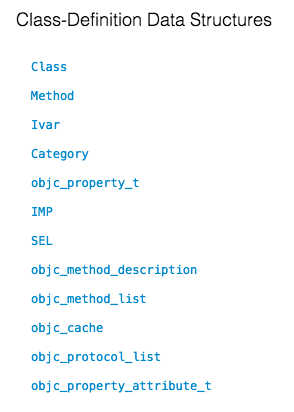 Class-Definition Data Structures
Class
Method
Ivar
Category
objc_property_t
IMP
SEL
objc_method_description
objc_method_list
objc_cache
objc_protocol_list
objc_property_attribute_t